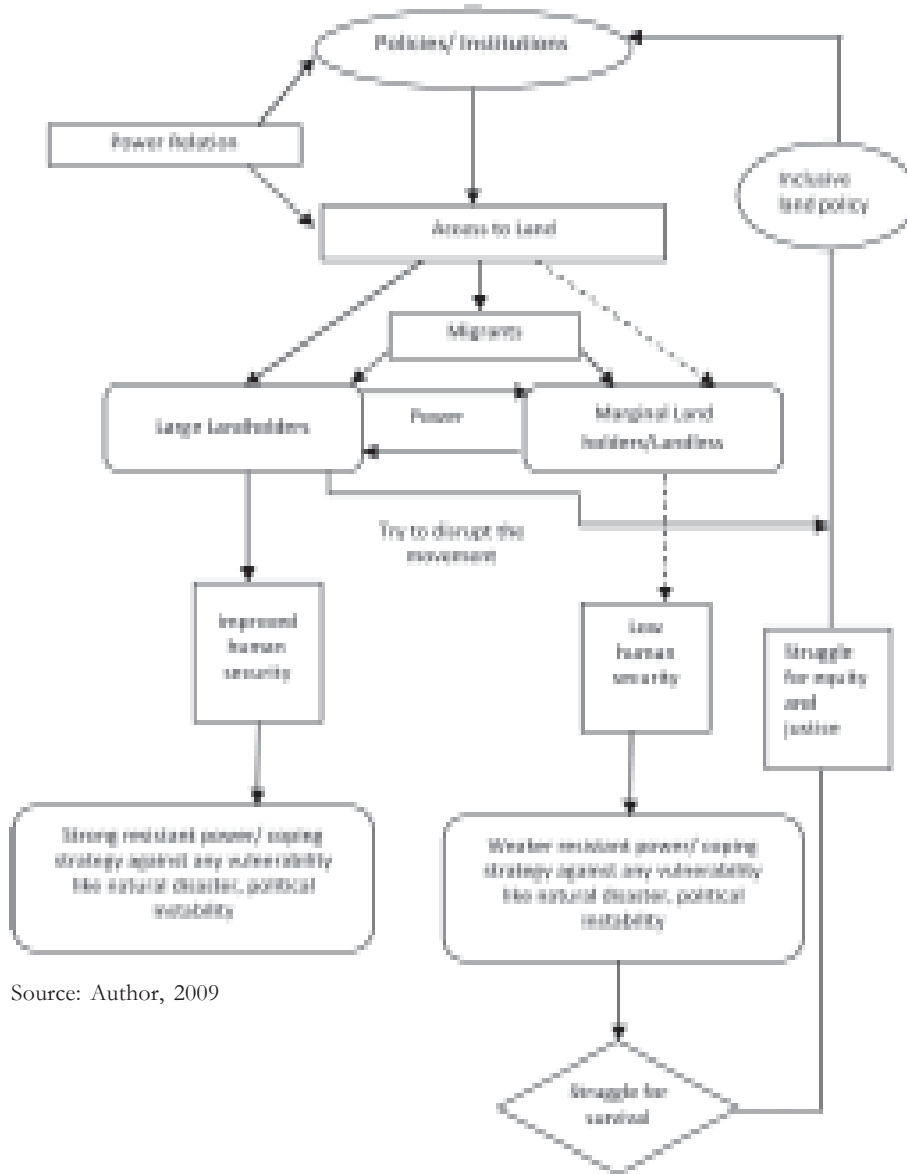 Policies/ Institutions
Power Relation
Inclusive
land policy
Access to Land
Migrants
Large Landholders
Power
Marginal Land
holders/Landless
Try to disrupt the
movement
Improved
human
security
Low
human
security
Struggle
for equity
and
justice
Strong resistant power/ coping
strategy against any vulnerability
like natural disaster, political
instability
Weaker resistant power/ coping
strategy against any vulnerability
like natural disaster, political
instability
Source: Author, 2009
Struggle for
survival